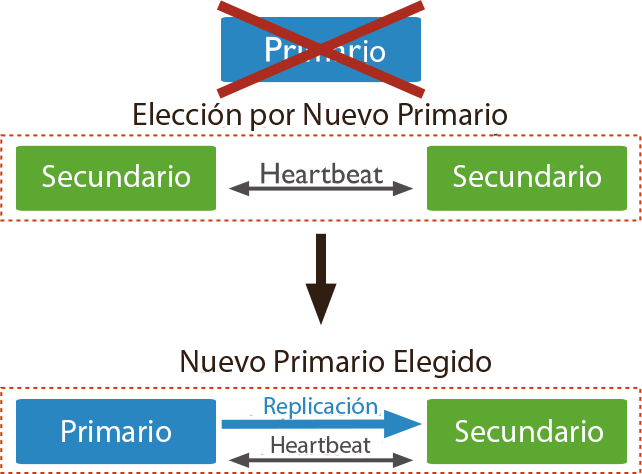 Primario
Elección por Nuevo Primario
Secundario
Heartbeat
Secundario
Nuevo Primario Elegido
Replicación
Primario
Secundario
Heartbeat